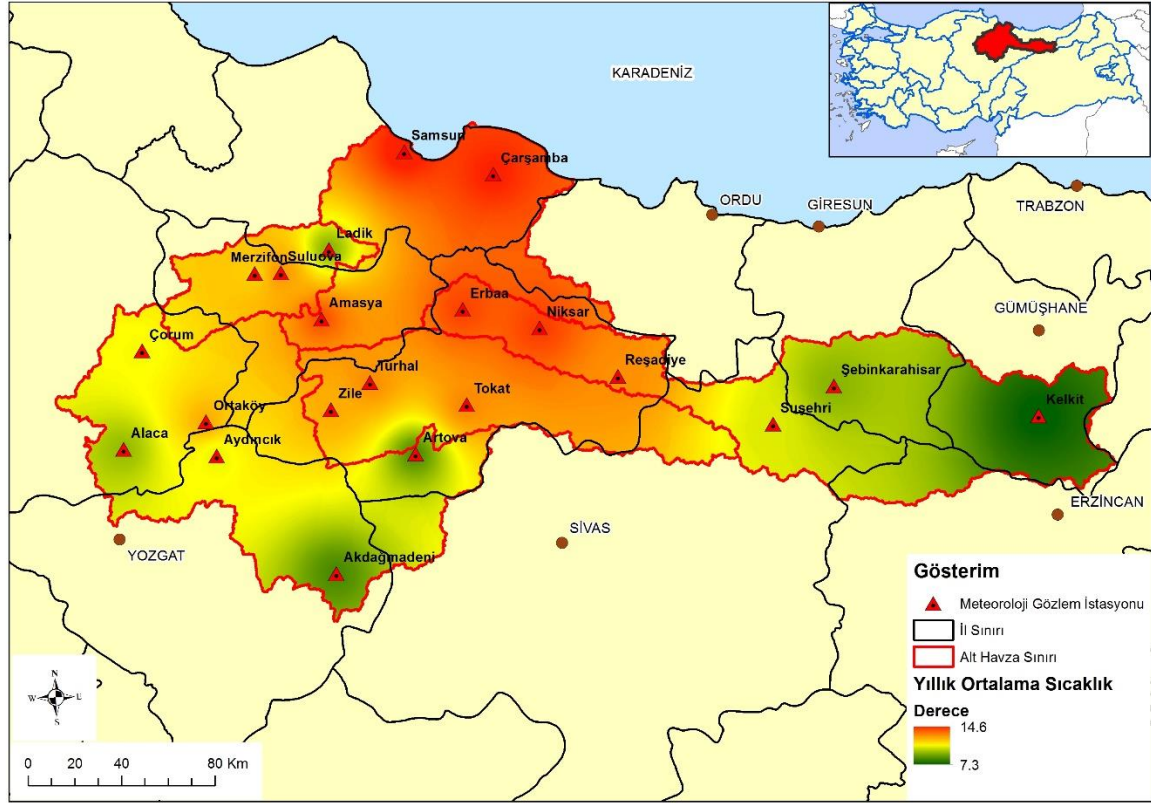 KARADENİZ
Samsun
Çarşamba
ORDU
GİRESUN
TRABZON
Ladik
Merzifon
Suluova
Amasya
Erbaa
Niksar
GÜMÜŞHANE
Çorum
Turhal
Reşadiye
Şebinkarahisar
Zile
Tokat
Suşehri
Kelkit
Ortaköy
Alaca
Aydıncık
Artova
ERZİNCAN
YOZGAT
SİVAS
Akdağmadeni
Gösterim
Meteoroloji Gözlem İstasyonu
İl Sınırı
Alt Havza Sınırı
Yıllık Ortalama Sıcaklık
Derece
14.6
7.3
N
W
E
S
0 20 40 80 Km